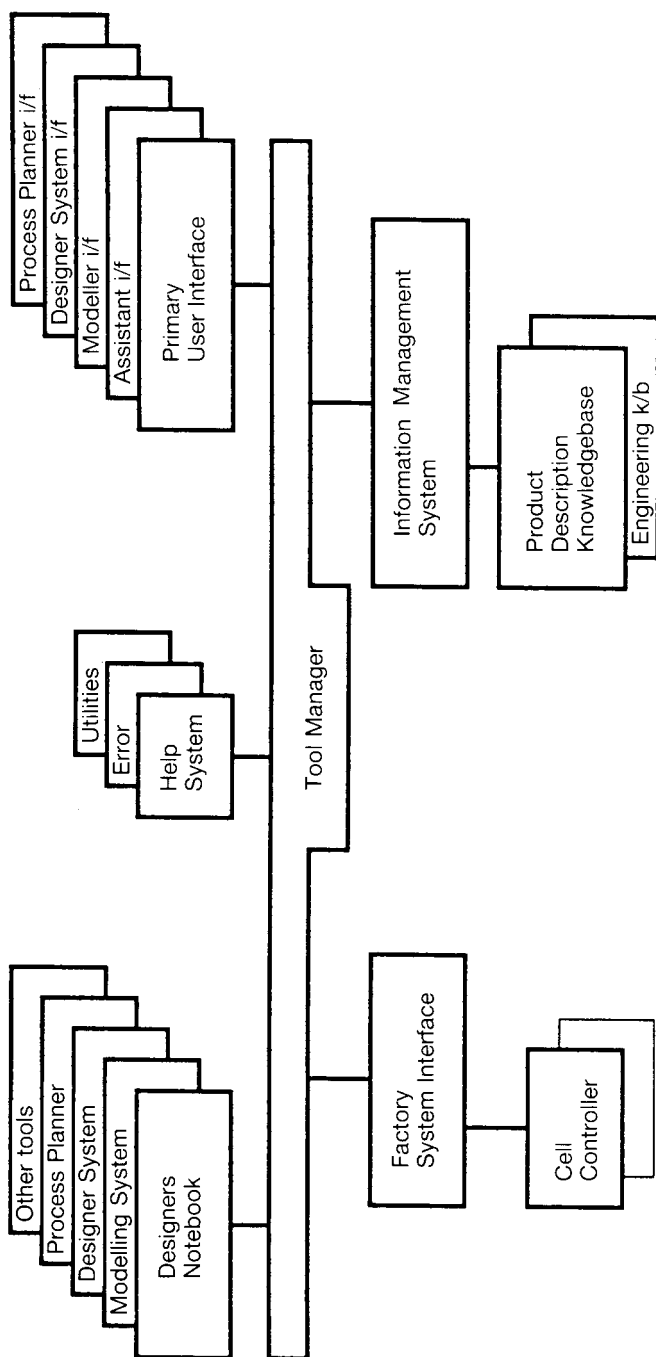 Other tools
Process Planner
Designer System
Modelling System
Designers
Notebook
Utilities
Error
Help
System
Process Planner i/f
Designer System i/f
Modeller i/f
Assistant i/f
Primary
User Interface
Tool Manager
Factory
System Interface
Cell
Controller
Information Management
System
Product
Description
Knowledgebase
Engineering k/b